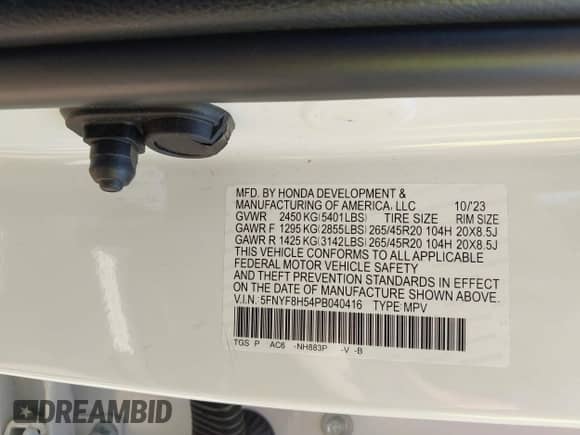 MFD. BY HONDA DEVELOPMENT &
MANUFACTURING OF AMERICA, LLC 10/'23
GVWR 2450 KG(5401LBS) TIRE SIZE RIM SIZE
GAWR F 1295 KG(2855LBS) 265/45R20 104H 20X8.5J
GAWR R 1425 KG(3142LBS) 265/45R20 104H 20X8.5J
THIS VEHICLE CONFORMS TO ALL APPLICABLE
FEDERAL MOTOR VEHICLE SAFETY
AND THEFT PREVENTION STANDARDS IN EFFECT
ON THE DATE OF MANUFACTURE SHOWN ABOVE.
V.I.N. 5FNYF8H54PB040416 TYPE: MPV
TGS P AC6 -NH883P -V -B
DREAMBID